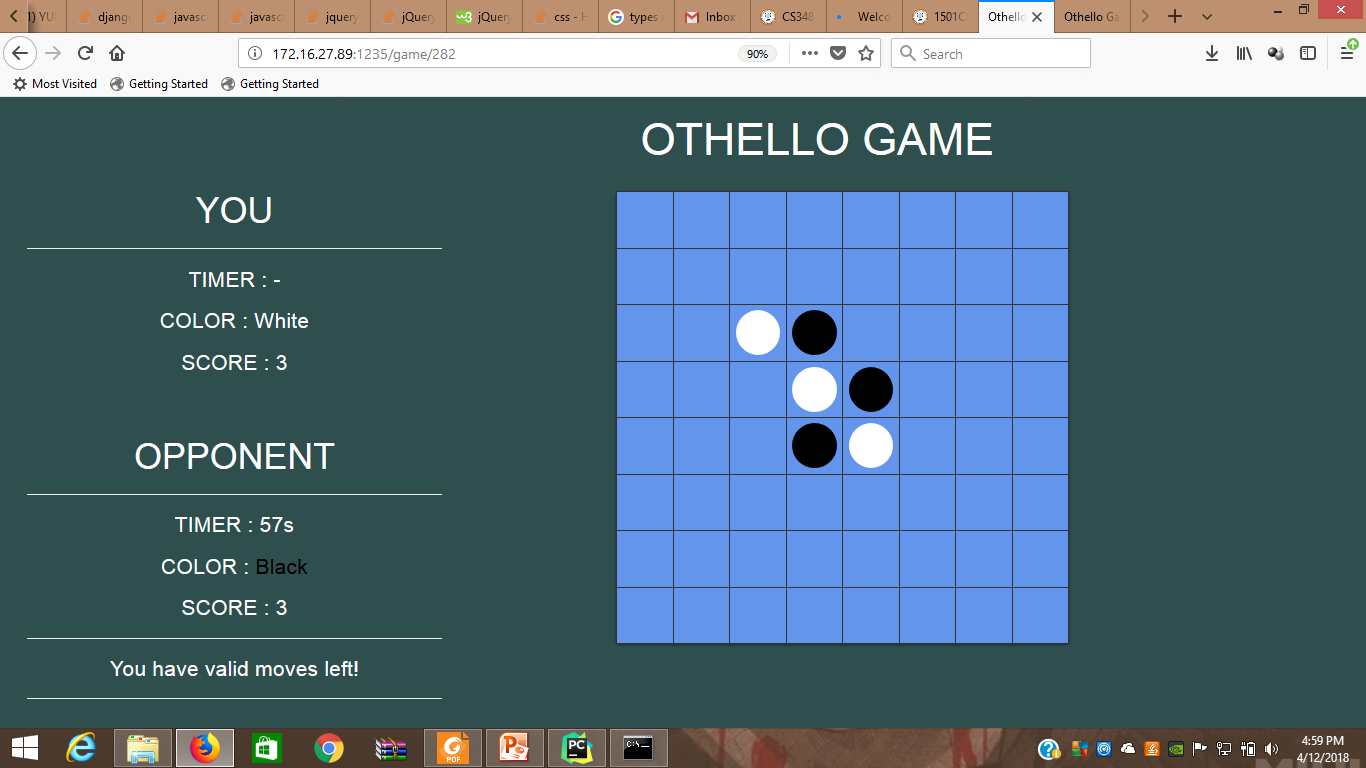 I) YU
djang
javasc
javasc
jquery
jQuery
jQuery
css - H
types
Inbox
CS348
Welco
1501C
Othello
Othello Ga
172.16.27.89:1235/game/282
90%
Search
Most Visited
Getting Started
Getting Started
OTHELLO GAME
YOU
TIMER : -
COLOR : White
SCORE : 3
OPPONENT
TIMER : 57s
COLOR : Black
SCORE : 3
You have valid moves left!
PDF
PC
C:\_
4:59 PM
4/12/2018